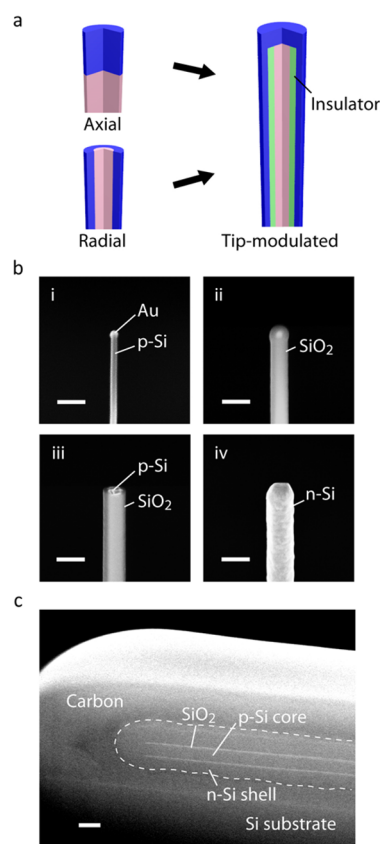 a
Axial
Radial
Insulator
Tip-modulated
b
i
Au
p-Si
ii
SiO₂
iii
p-Si
SiO₂
iv
n-Si
c
Carbon
SiO₂
p-Si core
n-Si shell
Si substrate